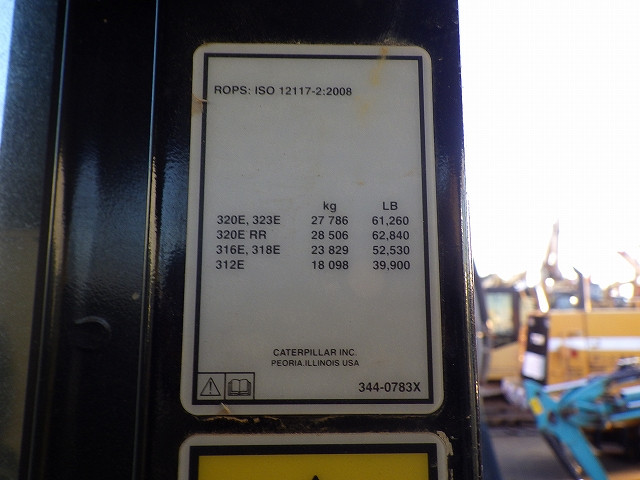 ROPS: ISO 12117-2:2008
kg LB
320E, 323E 27 786 61,260
320E RR 28 506 62,840
316E, 318E 23 829 52,530
312E 18 098 39,900
CATERPILLAR INC.
PEORIA.ILLINOIS USA
344-0783X